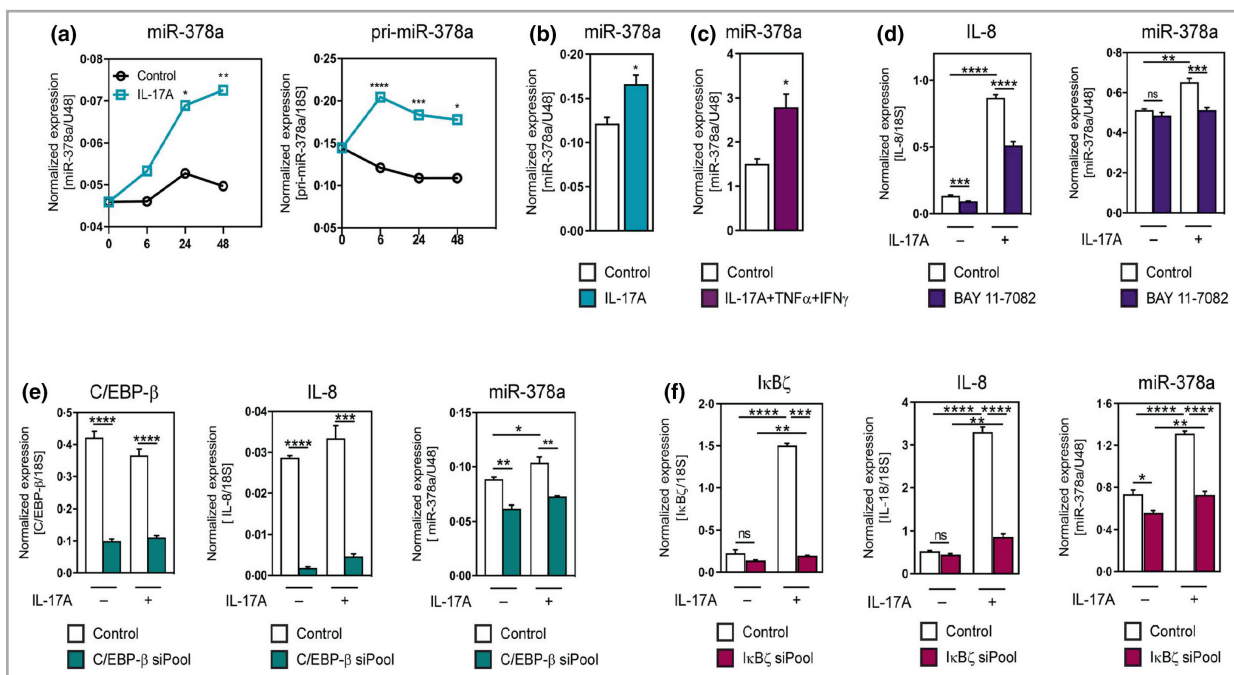 (a)
miR-378a
Normalized expression
[miR-378a/U48]
0·08
0·07
0·06
0·05
0·04
Control
IL-17A
*
**
0
6
24
48
pri-miR-378a
Normalized expression
[pri-miR-378a/18S]
0·25
0·20
0·15
0·10
0·05
****
***
*
0
6
24
48
(b)
miR-378a
Normalized expression
[miR-378a/U48]
0·20
0·15
0·10
0·05
0·00
*
Control
IL-17A
(c)
miR-378a
Normalized expression
[miR-378a/U48]
4
3
2
1
0
*
Control
IL-17A+TNFα+IFNγ
(d)
IL-8
Normalized expression
[IL-8/18S]
1·0
0·5
0·0
****
****
***
IL-17A
–
+
Control
BAY 11-7082
miR-378a
Normalized expression
[miR-378a/U48]
0·8
0·6
0·4
0·2
0·0
**
ns
***
IL-17A
–
+
Control
BAY 11-7082
(e)
C/EBP-β
Normalized expression
[C/EBP-β/18S]
0·5
0·4
0·3
0·2
0·1
0·0
****
****
IL-17A
–
+
Control
C/EBP-β siPool
IL-8
Normalized expression
[ IL-8/18S]
0·04
0·03
0·02
0·01
0·00
****
***
IL-17A
–
+
Control
C/EBP-β siPool
miR-378a
Normalized expression
[ miR-378a/U48]
0·15
0·10
0·05
0·00
*
**
**
IL-17A
–
+
Control
C/EBP-β siPool
(f)
IκBζ
Normalized expression
[IκBζ/18S]
2·0
1·5
1·0
0·5
0·0
**** ***
**
ns
IL-17A
–
+
Control
IκBζ siPool
IL-8
Normalized expression
[IL-18/18S]
4
3
2
1
0
**** ****
**
ns
IL-17A
–
+
Control
IκBζ siPool
miR-378a
Normalized expression
[miR-378a/U48]
1·6
1·2
0·8
0·4
0·0
**** ****
**
*
IL-17A
–
+
Control
IκBζ siPool